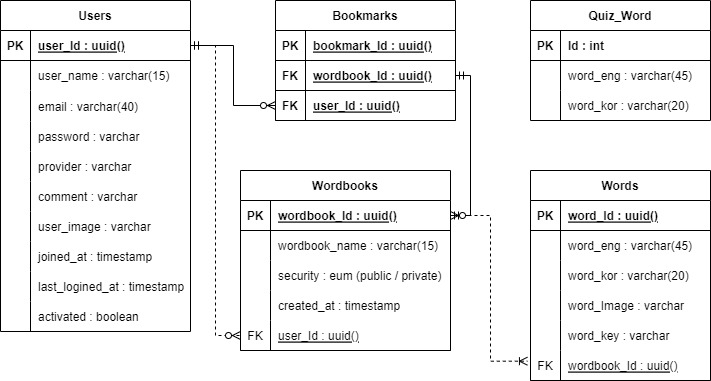 Users
PK user_Id : uuid()
user_name : varchar(15)
email : varchar(40)
password : varchar
provider : varchar
comment : varchar
user_image : varchar
joined_at : timestamp
last_logined_at : timestamp
activated : boolean
Bookmarks
PK bookmark_Id : uuid()
FK wordbook_Id : uuid()
FK user_Id : uuid()
Quiz_Word
PK Id : int
word_eng : varchar(45)
word_kor : varchar(20)
Wordbooks
PK wordbook_Id : uuid()
wordbook_name : varchar(15)
security : eum (public / private)
created_at : timestamp
FK user_Id : uuid()
Words
PK word_Id : uuid()
word_eng : varchar(45)
word_kor : varchar(20)
word_Image : varchar
word_key : varchar
FK wordbook_Id : uuid()